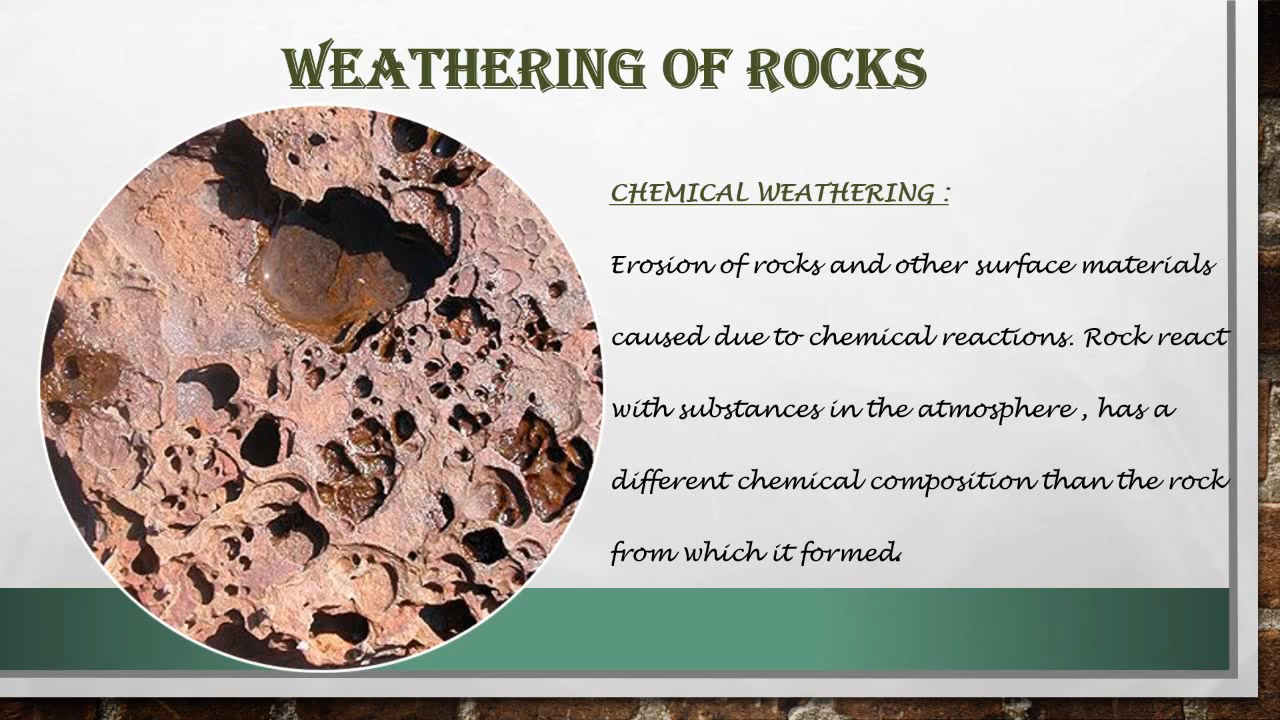 WEATHERING OF ROCKS
CHEMICAL WEATHERING :
Erosion of rocks and other surface materials
caused due to chemical reactions. Rock react
with substances in the atmosphere , has a
different chemical composition than the rock
from which it formed.